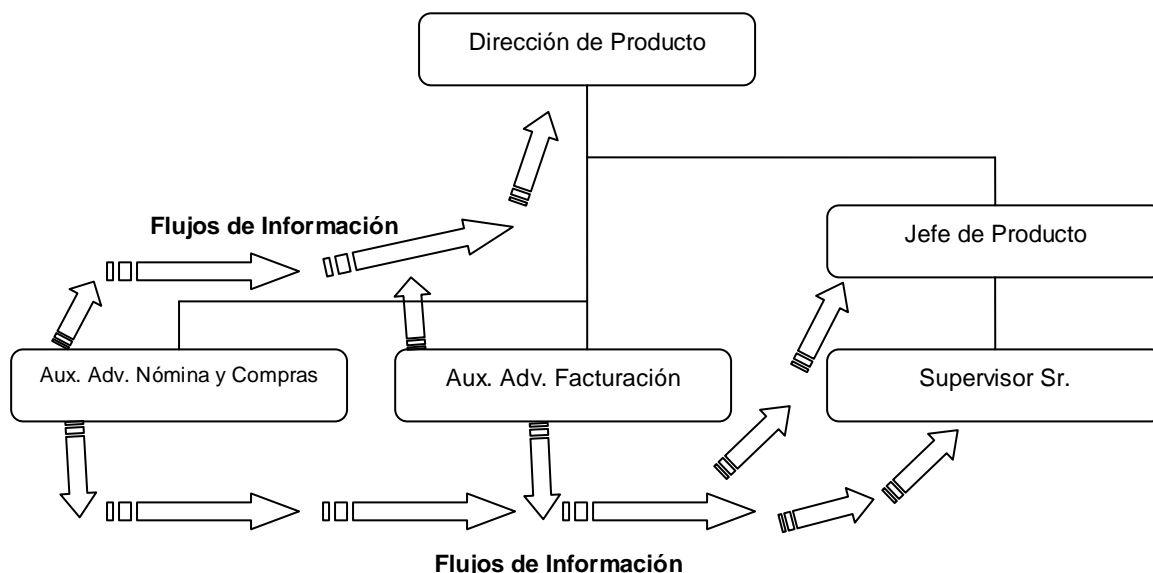 Dirección de Producto
Flujos de Información
Jefe de Producto
Aux. Adv. Nómina y Compras
Aux. Adv. Facturación
Supervisor Sr.
Flujos de Información